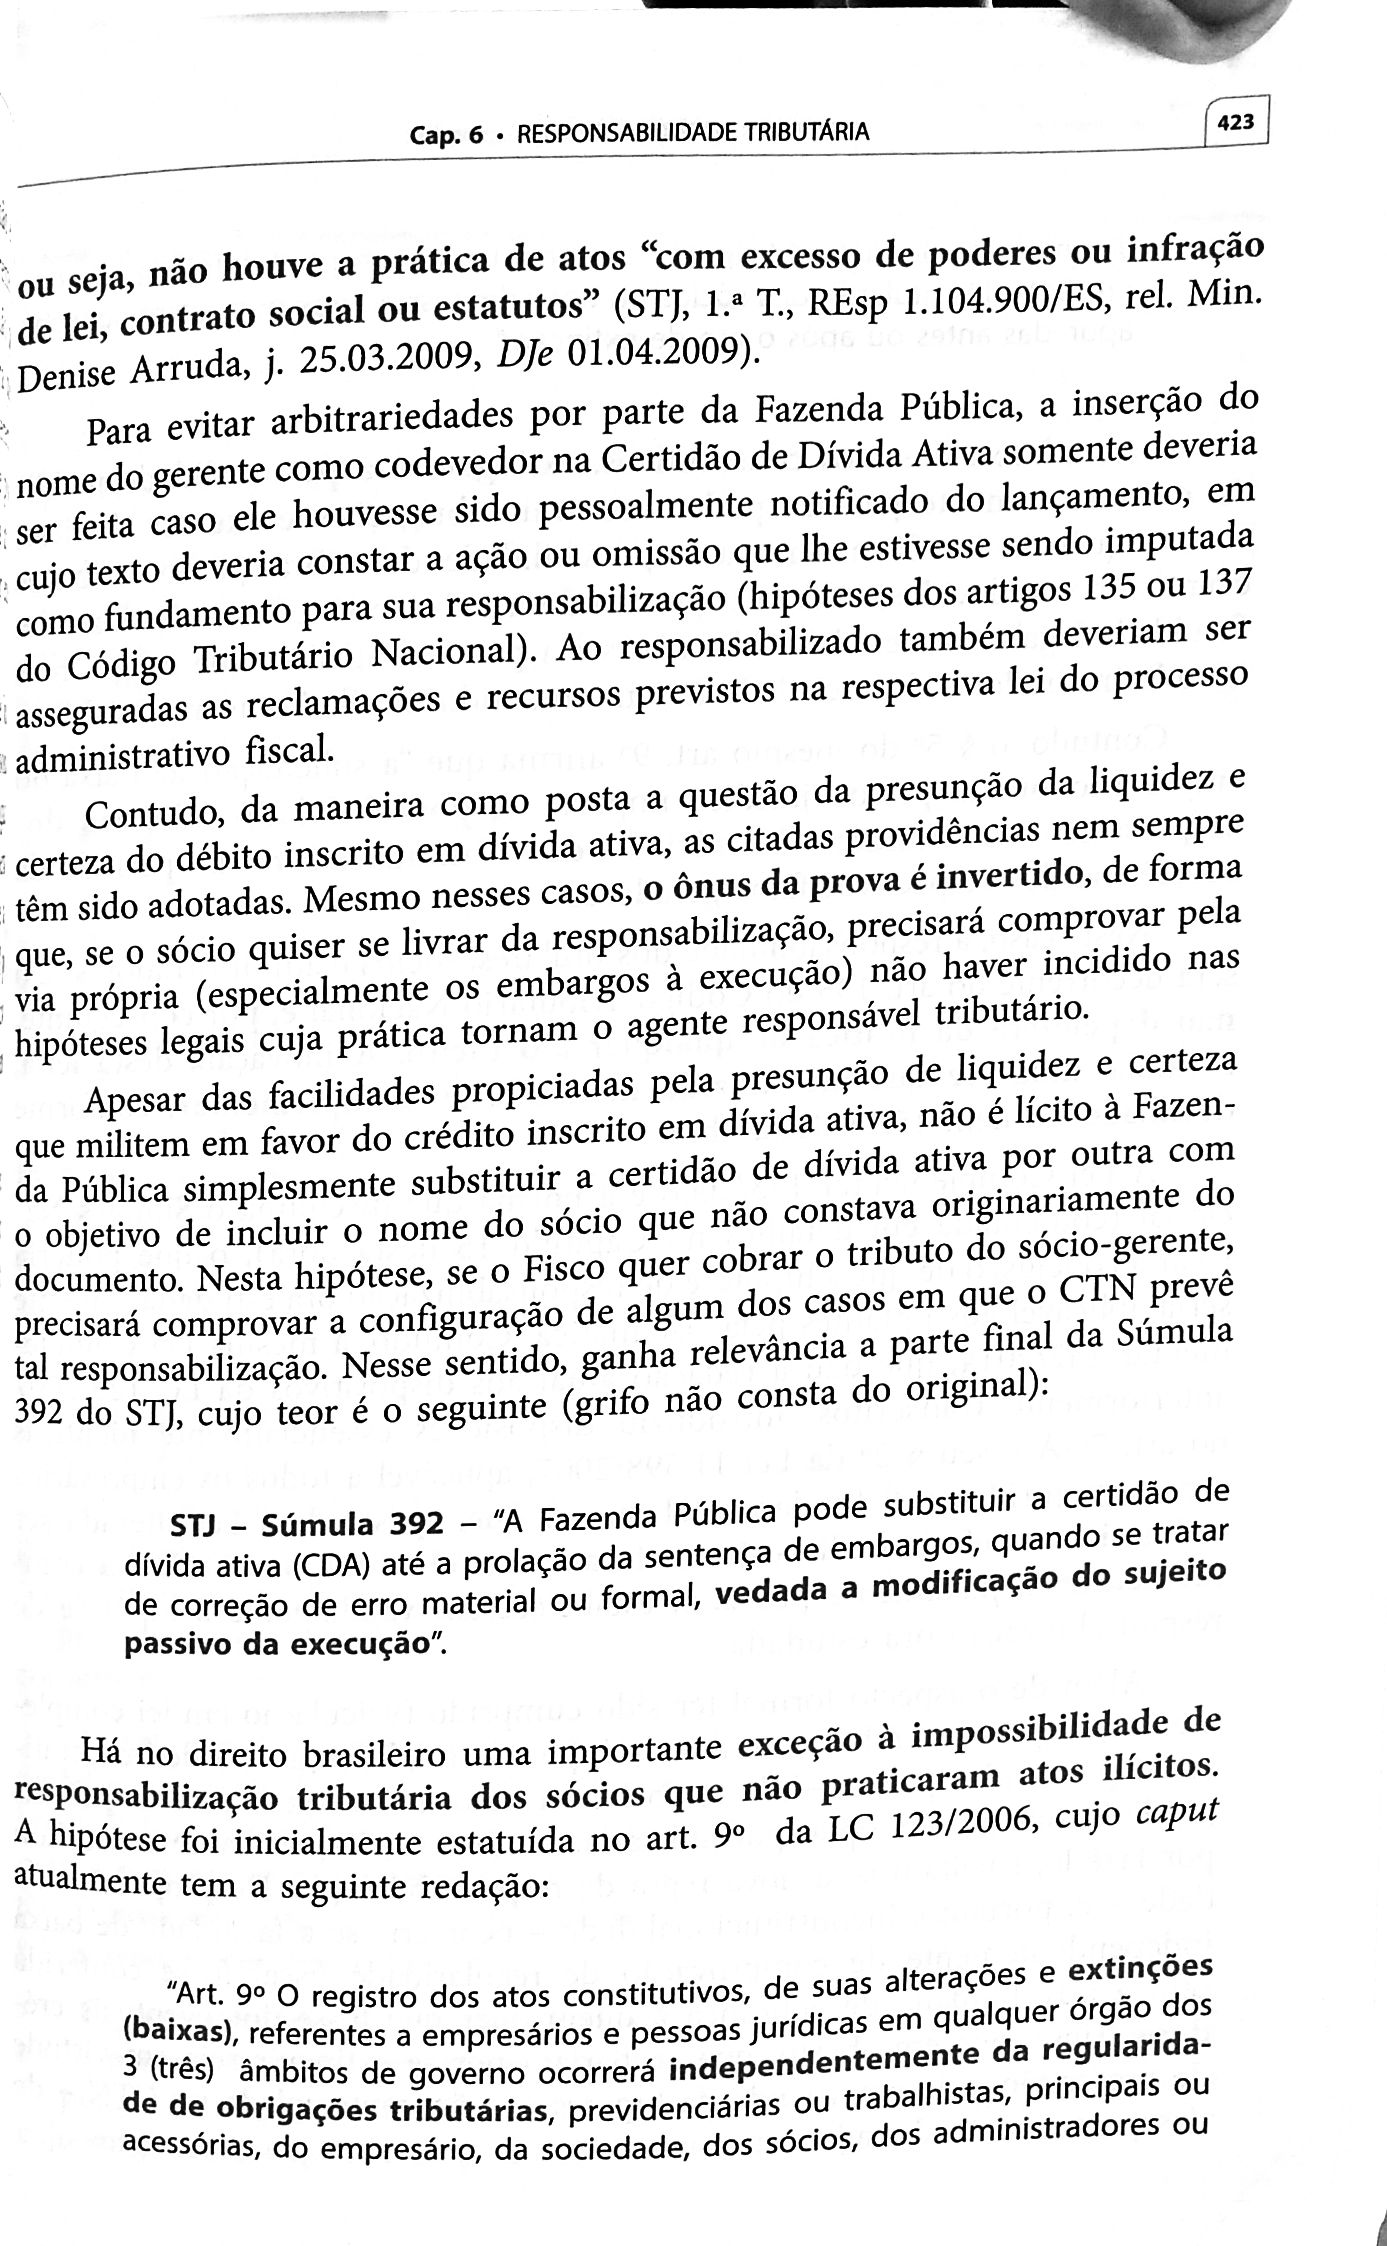 Cap. 6 • RESPONSABILIDADE TRIBUTÁRIA
423
ou seja, não houve a prática de atos “com excesso de poderes ou infração
de lei, contrato social ou estatutos” (STJ, 1.ª T., REsp 1.104.900/ES, rel. Min.
Denise Arruda, j. 25.03.2009, DJe 01.04.2009).
Para evitar arbitrariedades por parte da Fazenda Pública, a inserção do
nome do gerente como codevedor na Certidão de Dívida Ativa somente deveria
ser feita caso ele houvesse sido pessoalmente notificado do lançamento, em
cujo texto deveria constar a ação ou omissão que lhe estivesse sendo imputada
como fundamento para sua responsabilização (hipóteses dos artigos 135 ou 137
do Código Tributário Nacional). Ao responsabilizado também deveriam ser
asseguradas as reclamações e recursos previstos na respectiva lei do processo
administrativo fiscal.
Contudo, da maneira como posta a questão da presunção da liquidez e
certeza do débito inscrito em dívida ativa, as citadas providências nem sempre
têm sido adotadas. Mesmo nesses casos, o ônus da prova é invertido, de forma
que, se o sócio quiser se livrar da responsabilização, precisará comprovar pela
via própria (especialmente os embargos à execução) não haver incidido nas
hipóteses legais cuja prática tornam o agente responsável tributário.
Apesar das facilidades propiciadas pela presunção de liquidez e certeza
que militem em favor do crédito inscrito em dívida ativa, não é lícito à Fazen-
da Pública simplesmente substituir a certidão de dívida ativa por outra com
o objetivo de incluir o nome do sócio que não constava originariamente do
documento. Nesta hipótese, se o Fisco quer cobrar o tributo do sócio-gerente,
precisará comprovar a configuração de algum dos casos em que o CTN prevê
tal responsabilização. Nesse sentido, ganha relevância a parte final da Súmula
392 do STJ, cujo teor é o seguinte (grifo não consta do original):
STJ – Súmula 392 – “A Fazenda Pública pode substituir a certidão de
dívida ativa (CDA) até a prolação da sentença de embargos, quando se tratar
de correção de erro material ou formal, vedada a modificação do sujeito
passivo da execução”.
Há no direito brasileiro uma importante exceção à impossibilidade de
responsabilização tributária dos sócios que não praticaram atos ilícitos.
A hipótese foi inicialmente estatuída no art. 9º da LC 123/2006, cujo caput
atualmente tem a seguinte redação:
“Art. 9º O registro dos atos constitutivos, de suas alterações e extinções
(baixas), referentes a empresários e pessoas jurídicas em qualquer órgão dos
3 (três) âmbitos de governo ocorrerá independentemente da regularida-
de de obrigações tributárias, previdenciárias ou trabalhistas, principais ou
acessórias, do empresário, da sociedade, dos sócios, dos administradores ou